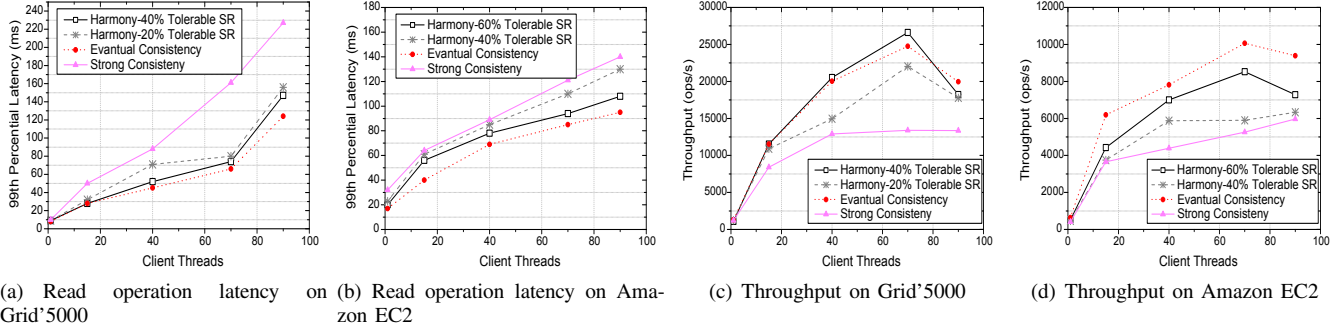 99th Percential Latency (ms)
240
220
200
180
160
140
120
100
80
60
40
20
0
Harmony-40% Tolerable SR
Harmony-20% Tolerable SR
Evantual Consistency
Strong Consisteny
0 20 40 60 80 100
Client Threads
(a) Read operation latency on
Grid'5000
99th Percential Latency (ms)
180
160
140
120
100
80
60
40
20
0
Harmony-60% Tolerable SR
Harmony-40% Tolerable SR
Evantual Consistency
Strong Consisteny
0 20 40 60 80 100
Client Threads
(b) Read operation latency on Ama-
zon EC2
Throughput (ops/s)
30000
25000
20000
15000
10000
5000
0
Harmony-40% Tolerable SR
Harmony-20% Tolerable SR
Evantual Consistency
Strong Consisteny
0 20 40 60 80 100
Client Threads
(c) Throughput on Grid'5000
Throughput (ops/s)
12000
10000
8000
6000
4000
2000
0
Harmony-60% Tolerable SR
Harmony-40% Tolerable SR
Evantual Consistency
Strong Consisteny
0 20 40 60 80 100
Client Threads
(d) Throughput on Amazon EC2